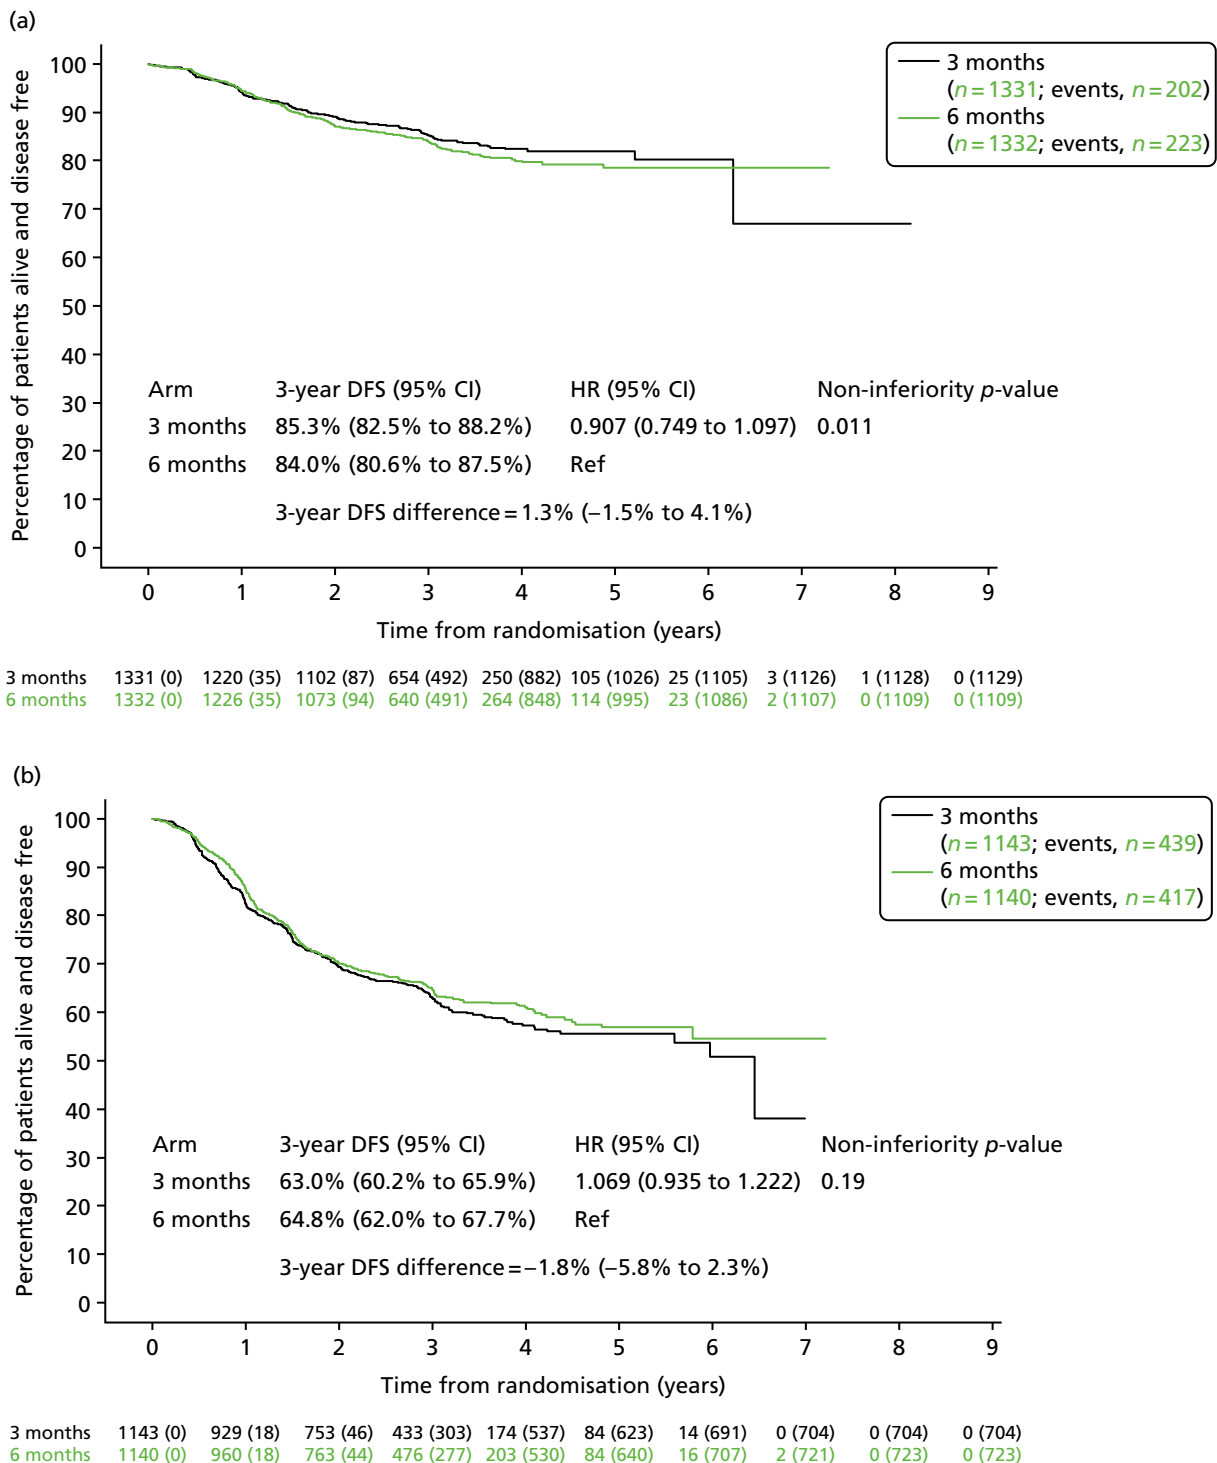 (a)
Percentage of patients alive and disease free
100
90
80
70
60
50
40
30
20
10
0
3 months
(n=1331; events, n=202)
6 months
(n=1332; events, n=223)
Arm 3-year DFS (95% CI) HR (95% CI) Non-inferiority p-value
3 months 85.3% (82.5% to 88.2%) 0.907 (0.749 to 1.097) 0.011
6 months 84.0% (80.6% to 87.5%) Ref
3-year DFS difference=1.3% (−1.5% to 4.1%)
0 1 2 3 4 5 6 7 8 9
Time from randomisation (years)
3 months 1331 (0) 1220 (35) 1102 (87) 654 (492) 250 (882) 105 (1026) 25 (1105) 3 (1126) 1 (1128) 0 (1129)
6 months 1332 (0) 1226 (35) 1073 (94) 640 (491) 264 (848) 114 (995) 23 (1086) 2 (1107) 0 (1109) 0 (1109)
(b)
Percentage of patients alive and disease free
100
90
80
70
60
50
40
30
20
10
0
3 months
(n=1143; events, n=439)
6 months
(n=1140; events, n=417)
Arm 3-year DFS (95% CI) HR (95% CI) Non-inferiority p-value
3 months 63.0% (60.2% to 65.9%) 1.069 (0.935 to 1.222) 0.19
6 months 64.8% (62.0% to 67.7%) Ref
3-year DFS difference=−1.8% (−5.8% to 2.3%)
0 1 2 3 4 5 6 7 8 9
Time from randomisation (years)
3 months 1143 (0) 929 (18) 753 (46) 433 (303) 174 (537) 84 (623) 14 (691) 0 (704) 0 (704) 0 (704)
6 months 1140 (0) 960 (18) 763 (44) 476 (277) 203 (530) 84 (640) 16 (707) 2 (721) 0 (723) 0 (723)